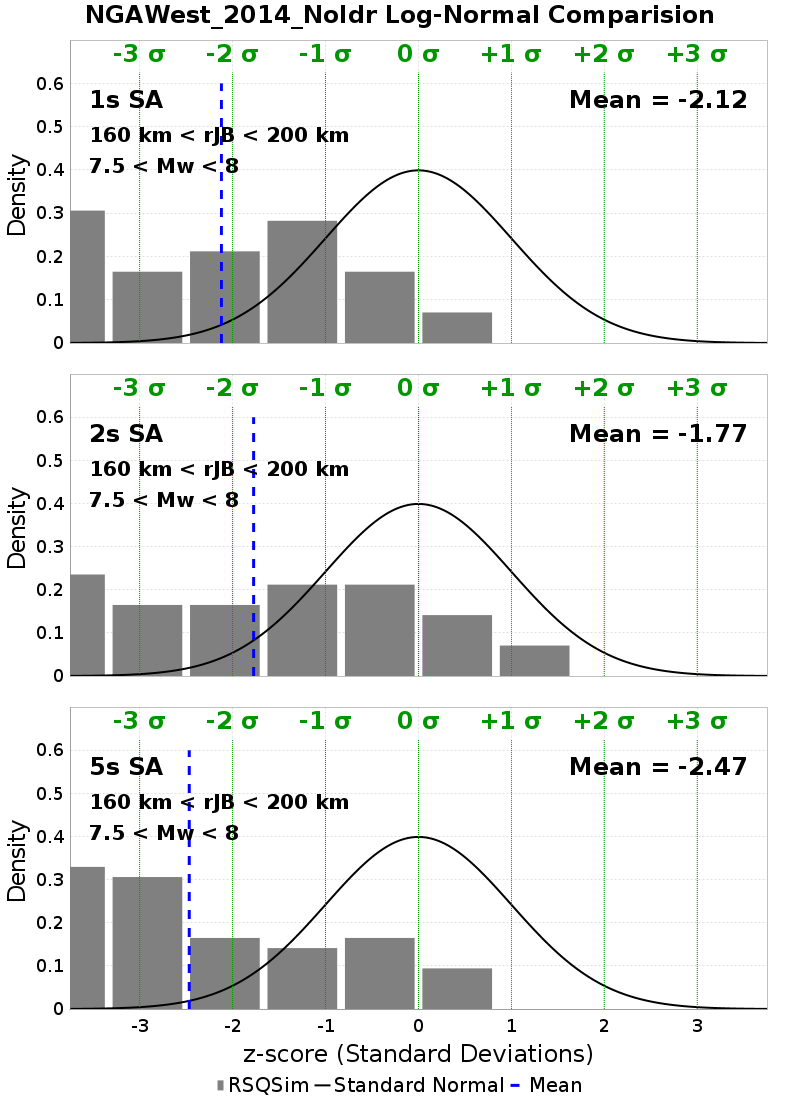 NGAWest_2014_NoIdr Log-Normal Comparision
-3 σ -2 σ -1 σ 0 σ +1 σ +2 σ +3 σ
1s SA Mean = -2.12
160 km < rJB < 200 km
7.5 < Mw < 8
Density
0.6
0.5
0.4
0.3
0.2
0.1
0
-3 σ -2 σ -1 σ 0 σ +1 σ +2 σ +3 σ
2s SA Mean = -1.77
160 km < rJB < 200 km
7.5 < Mw < 8
Density
0.6
0.5
0.4
0.3
0.2
0.1
0
-3 σ -2 σ -1 σ 0 σ +1 σ +2 σ +3 σ
5s SA Mean = -2.47
160 km < rJB < 200 km
7.5 < Mw < 8
Density
0.6
0.5
0.4
0.3
0.2
0.1
0
-3 -2 -1 0 1 2 3
z-score (Standard Deviations)
RSQSim Standard Normal Mean